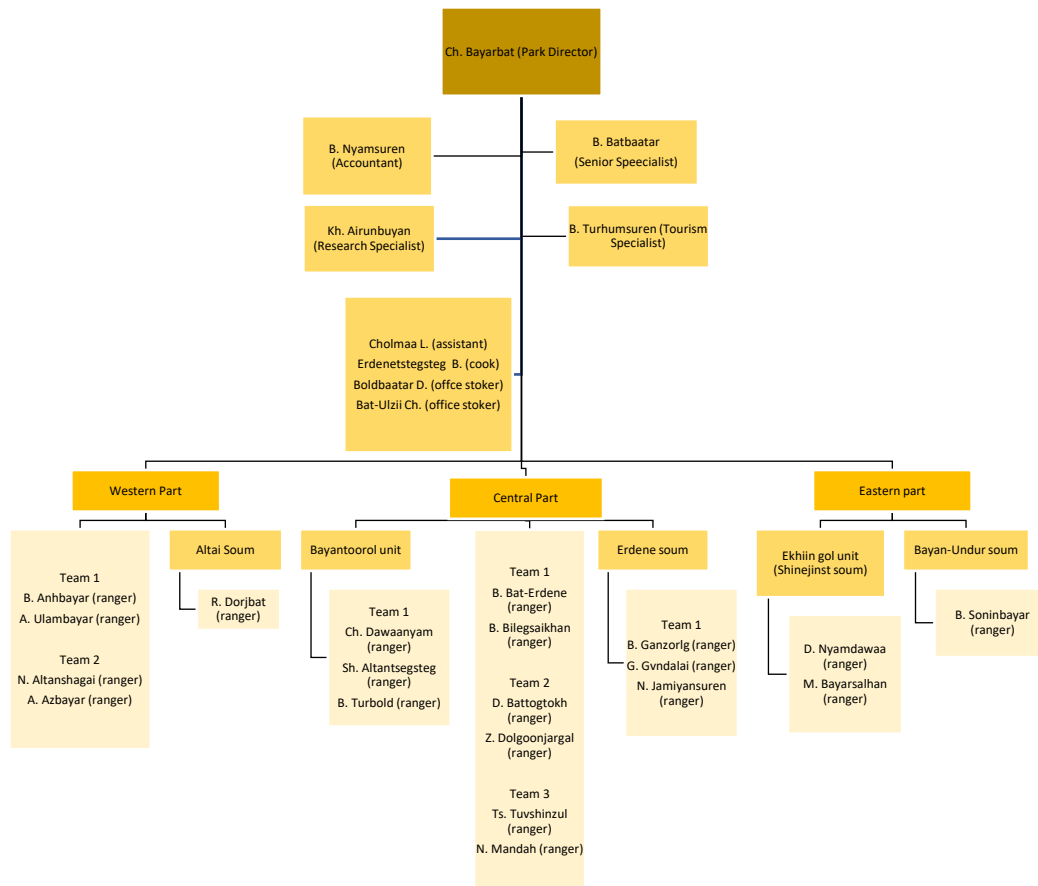 Ch. Bayarbat (Park Director)
B. Nyamsuren
(Accountant)
B. Batbaatar
(Senior Speecialist)
Kh. Airunbuyan
(Research Specialist)
B. Turhumsuren (Tourism
Specialist)
Cholmaa L. (assistant)
Erdenetstegsteg B. (cook)
Boldbaatar D. (offce stoker)
Bat-Ulzii Ch. (office stoker)
Western Part
Central Part
Eastern part
Team 1
B. Anhbayar (ranger)
A. Ulambayar (ranger)
Team 2
N. Altanshagai (ranger)
A. Azbayar (ranger)
Altai Soum
R. Dorjbat
(ranger)
Bayantoorol unit
Team 1
Ch. Dawaanyam
(ranger)
Sh. Altantsegsteg
(ranger)
B. Turbold (ranger)
Team 1
B. Bat-Erdene
(ranger)
B. Bilegsaikhan
(ranger)
Team 2
D. Battogtokh
(ranger)
Z. Dolgoonjargal
(ranger)
Team 3
Ts. Tuvshinzul
(ranger)
N. Mandah (ranger)
Erdene soum
Team 1
B. Ganzorlg (ranger)
G. Gvndalai (ranger)
N. Jamiyansuren
(ranger)
Ekhiin gol unit
(Shinejinst soum)
D. Nyamdawaa
(ranger)
M. Bayarsalhan
(ranger)
Bayan-Undur soum
B. Soninbayar
(ranger)